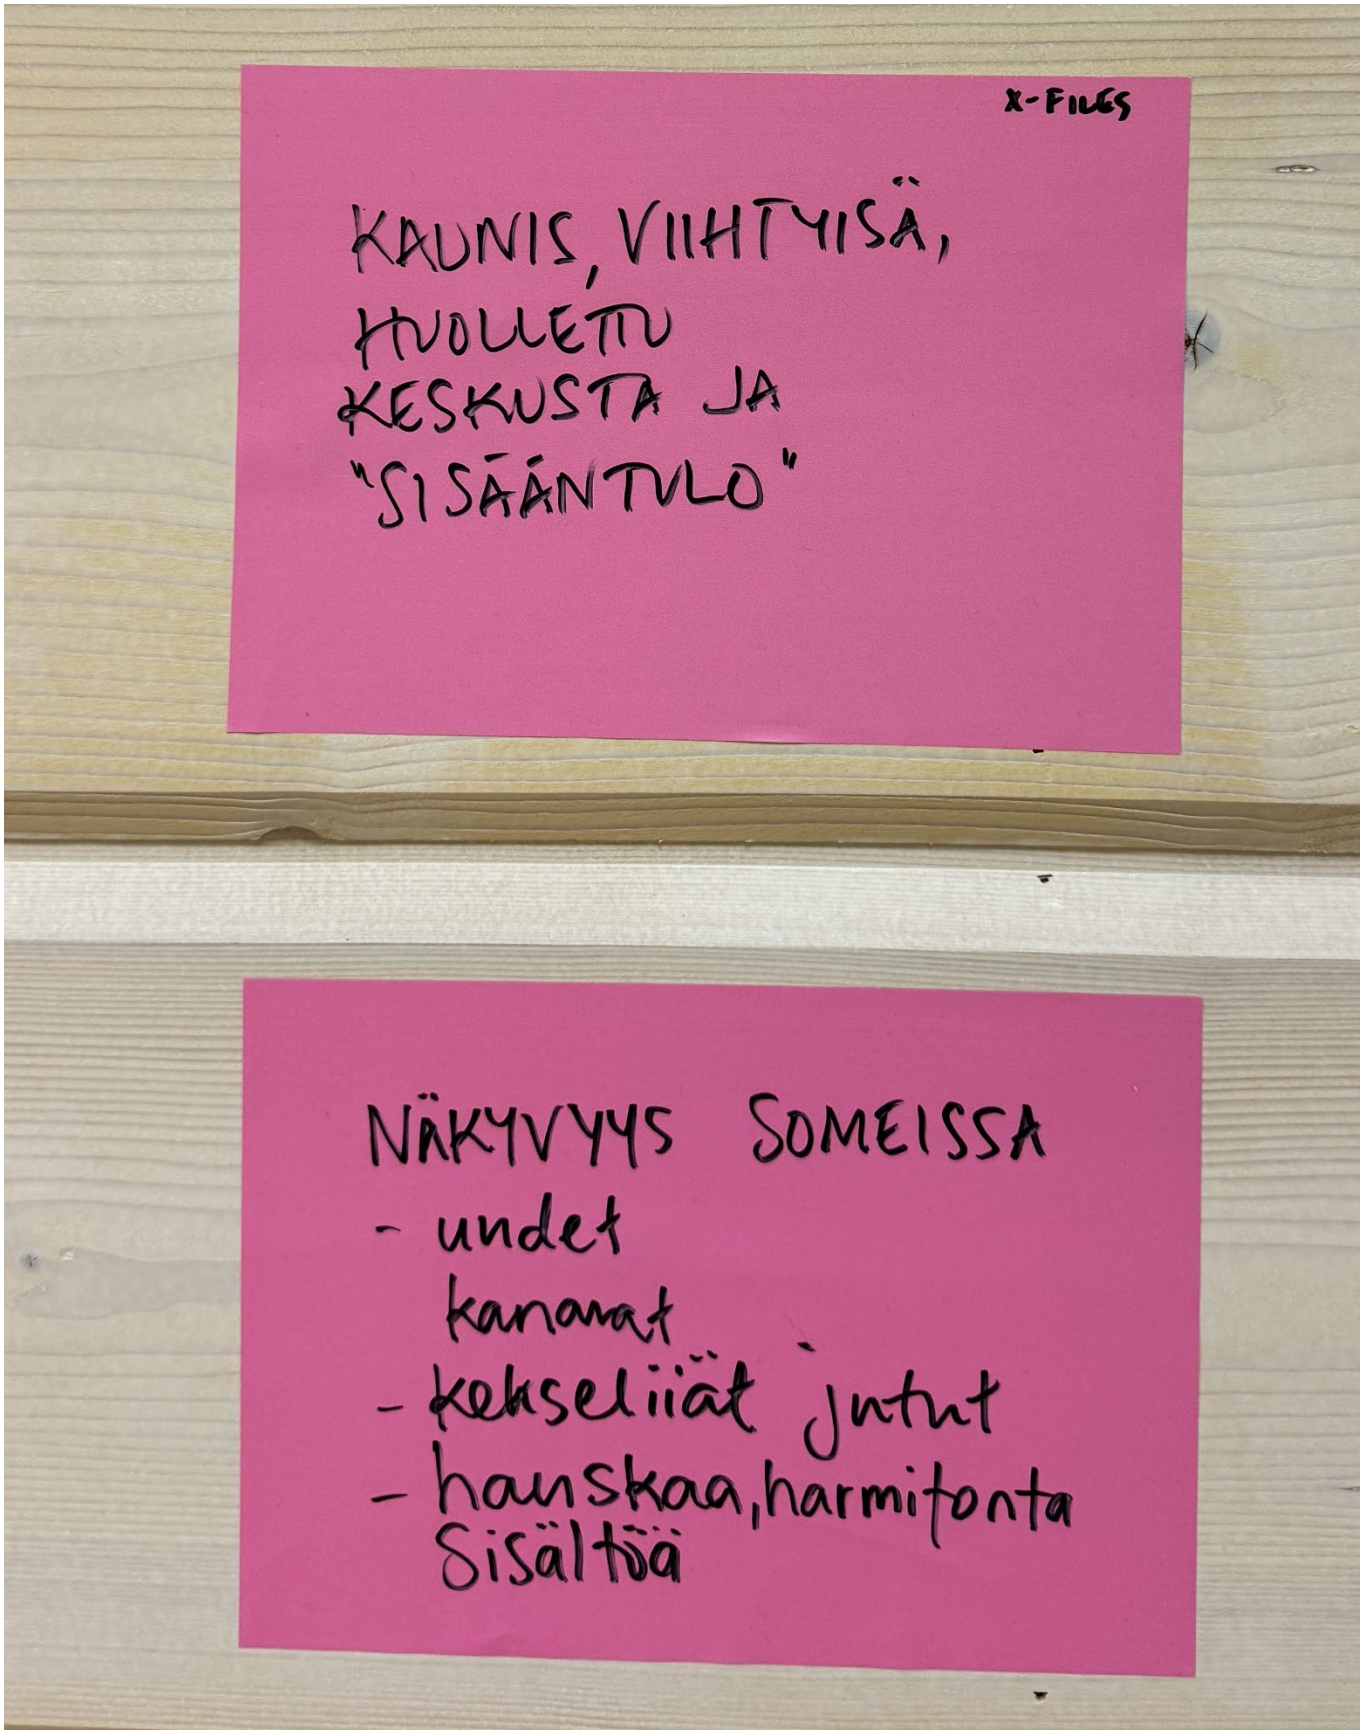 X-FILES
KAUNIS, VIIHTYISÄ,
HUOLLETTU
KESKUSTA JA
"SISÄÄNTULO"
NÄKYVYYS SOMEISSA
- uudet
kanavat
- kekseliäät jutut
- hauskaa, harmitonta
sisältöä